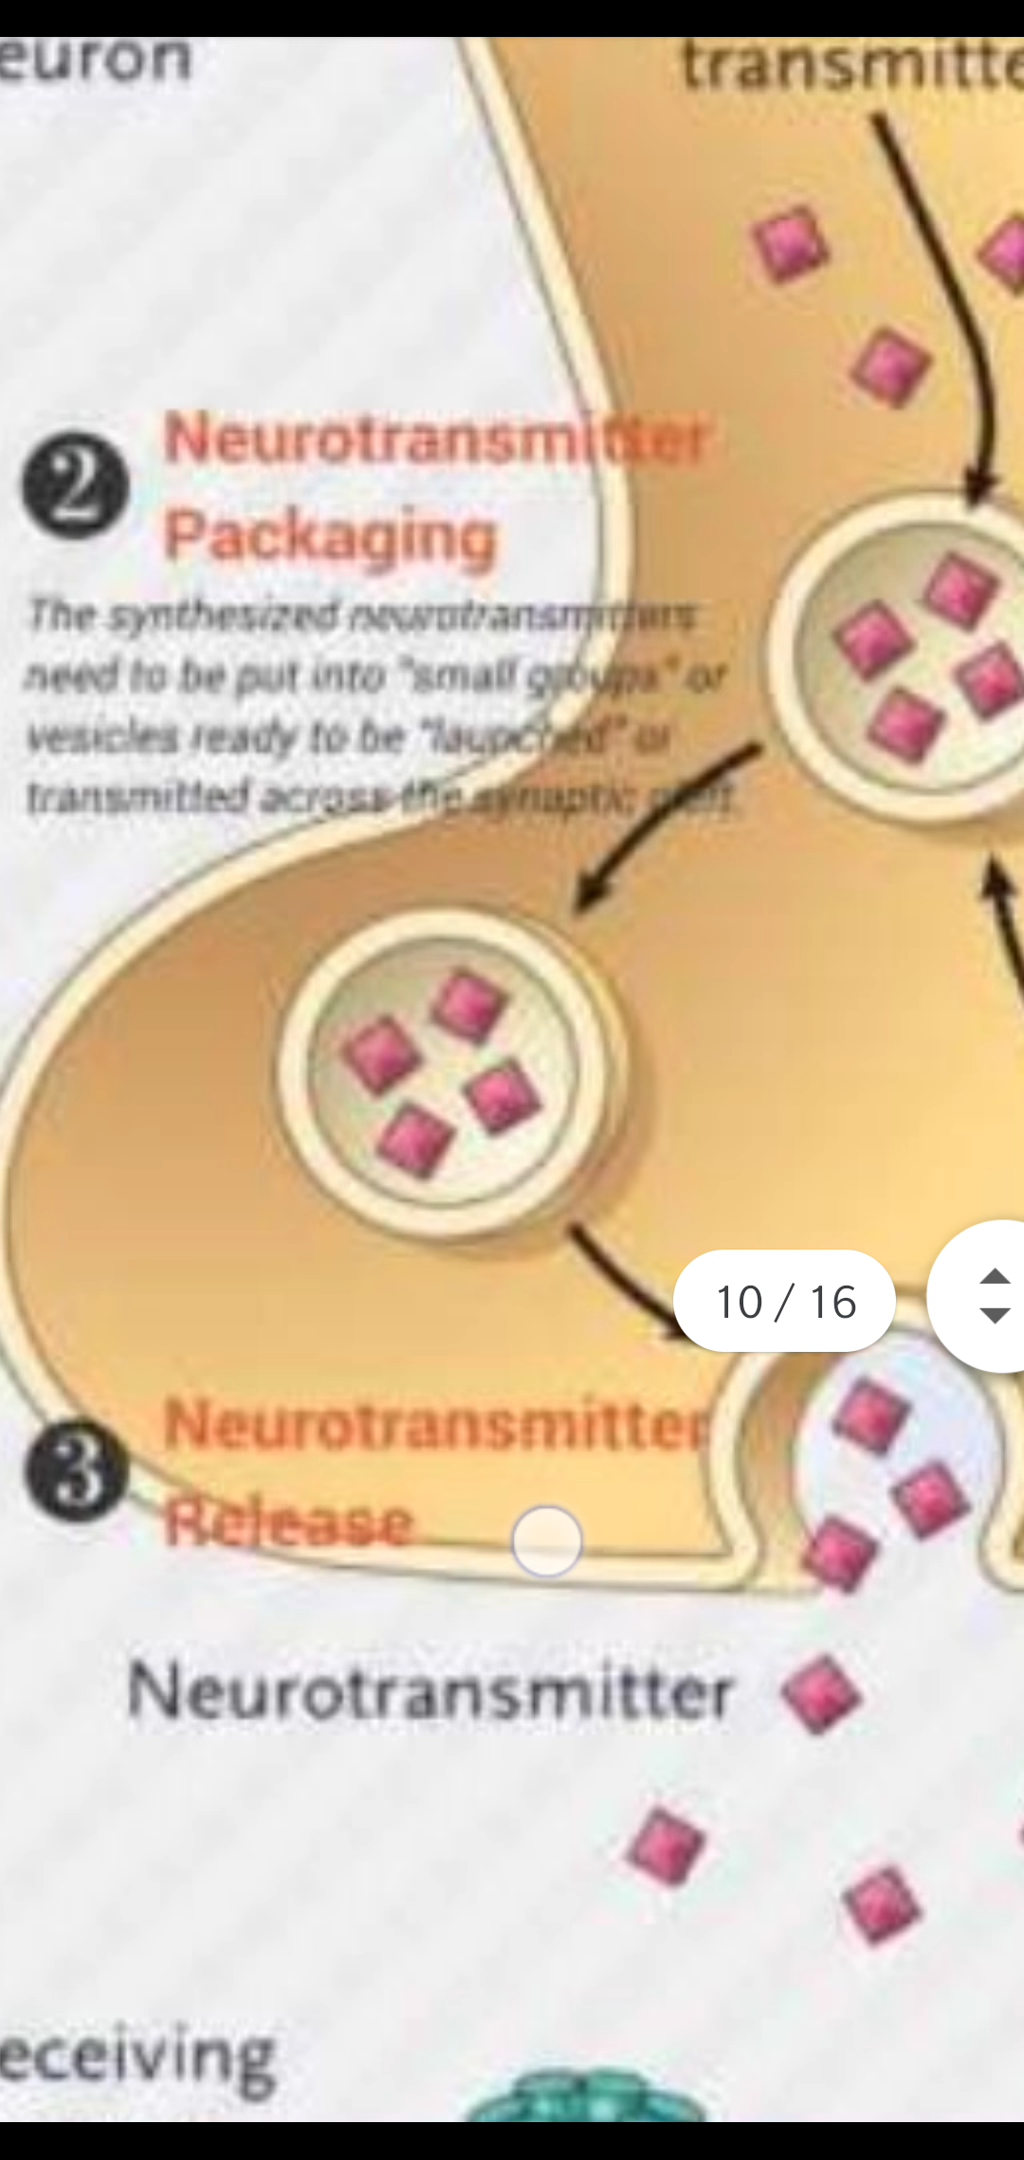 euron
transmitte
2
Neurotransmitter
Packaging
The synthesized neurotransmitters
need to be put into "small groups" or
vesicles ready to be "launched" or
transmitted across the synaptic cleft.
10 / 16
3
Neurotransmitter
Release
Neurotransmitter
eceiving